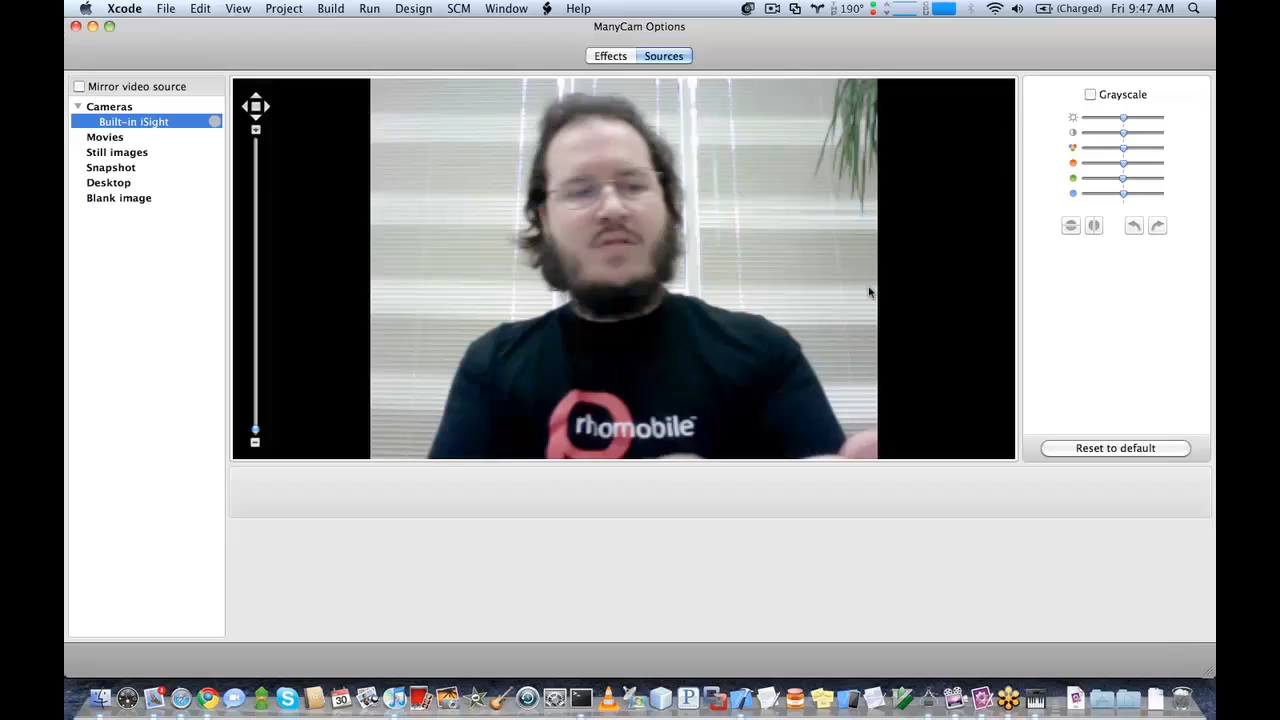 Xcode File Edit View Project Build Run Debug Design SCM Window Help 190° (Charged) Fri 9:47 AM
ManyCam Options
Effects Sources
Mirror video source
Cameras
Built-in iSight
Movies
Still images
Snapshot
Desktop
Blank image
Grayscale
rhomobile
Reset to default